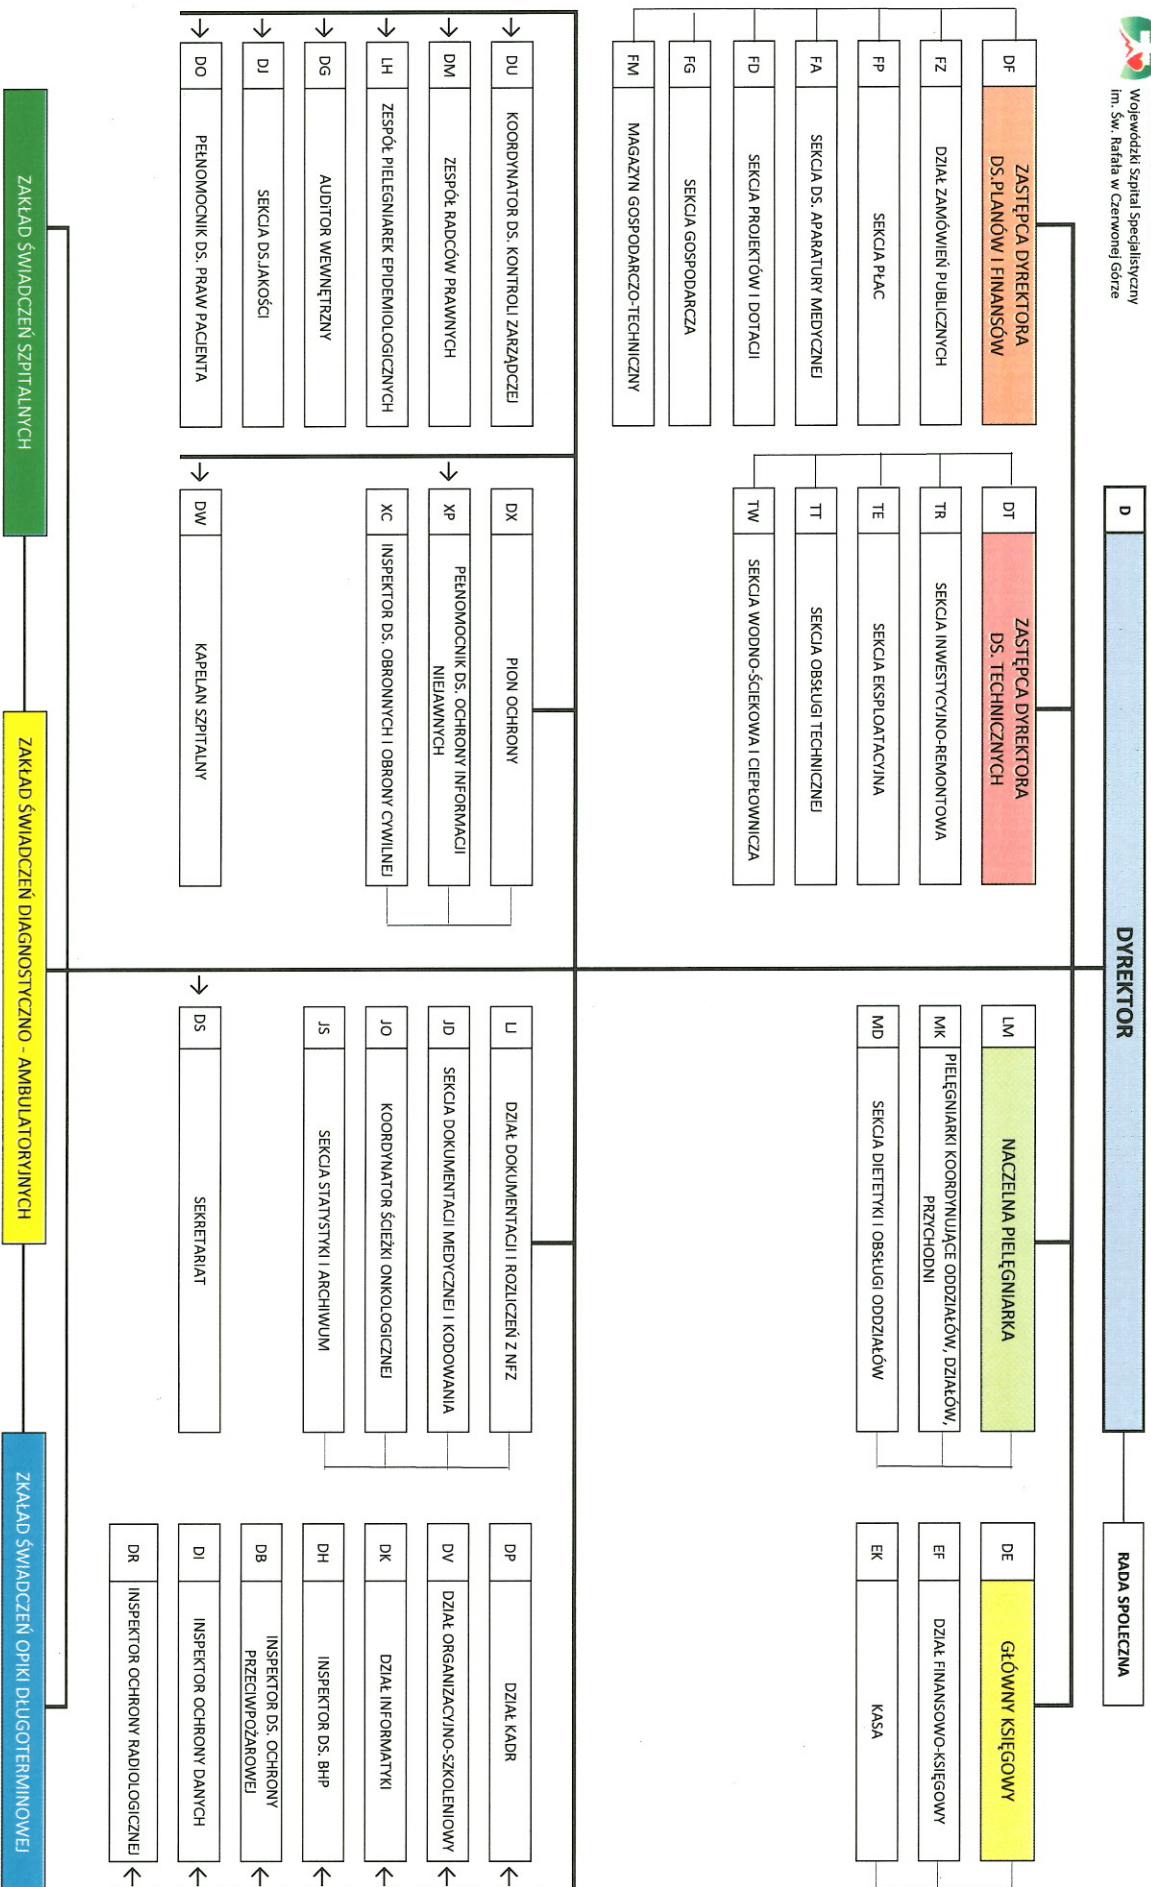 Wojewódzki Szpital Specjalistyczny
im. Św. Rafała w Czerwonej Górze
D
DYREKTOR
RADA SPOŁECZNA
DF
ZASTĘPCA DYREKTORA
DS.PLANÓW I FINANSÓW
FZ
DZIAŁ ZAMÓWIEŃ PUBLICZNYCH
FP
SEKCJA PŁAC
FA
SEKCJA DS. APARATURY MEDYCZNEJ
FD
SEKCJA PROJEKTÓW I DOTACJI
FG
SEKCJA GOSPODARCZA
FM
MAGAZYN GOSPODARCZO-TECHNICZNY
DT
ZASTĘPCA DYREKTORA
DS. TECHNICZNYCH
TR
SEKCJA INWESTYCYJNO-REMONTOWA
TE
SEKCJA EKSPLOATACYJNA
TT
SEKCJA OBSŁUGI TECHNICZNEJ
TW
SEKCJA WODNO-ŚCIEKOWA I CIEPŁOWNICZA
LM
NACZELNA PIELĘGNIARKA
MK
PIELĘGNIARKI KOORDYNUJĄCE ODDZIAŁÓW, DZIAŁÓW,
PRZYCHODNI
MD
SEKCJA DIETETYKI I OBSŁUGI ODDZIAŁÓW
DE
GŁÓWNY KSIĘGOWY
EF
DZIAŁ FINANSOWO-KSIĘGOWY
EK
KASA
DU
KOORDYNATOR DS. KONTROLI ZARZĄDCZEJ
DM
ZESPÓŁ RADCÓW PRAWNYCH
LH
ZESPÓŁ PIELEGNIAREK EPIDEMIOLOGICZNYCH
DG
AUDITOR WEWNĘTRZNY
DJ
SEKCJA DS.JAKOŚCI
DO
PEŁNOMOCNIK DS. PRAW PACJENTA
DX
PION OCHRONY
XP
PEŁNOMOCNIK DS. OCHRONY INFORMACJI
NIEJAWNYCH
XC
INSPEKTOR DS. OBRONNYCH I OBRONY CYWILNEJ
DW
KAPELAN SZPITALNY
LJ
DZIAŁ DOKUMENTACJI I ROZLICZEŃ Z NFZ
JD
SEKCJA DOKUMENTACJI MEDYCZNEJ I KODOWANIA
JO
KOORDYNATOR ŚCIEŻKI ONKOLOGICZNEJ
JS
SEKCJA STATYSTYKI I ARCHIWUM
DS
SEKRETARIAT
DP
DZIAŁ KADR
DV
DZIAŁ ORGANIZACYJNO-SZKOLENIOWY
DK
DZIAŁ INFORMATYKI
DH
INSPEKTOR DS. BHP
DB
INSPEKTOR DS. OCHRONY
PRZECIWPOŻAROWEJ
DI
INSPEKTOR OCHRONY DANYCH
DR
INSPEKTOR OCHRONY RADIOLOGICZNEJ
ZAKŁAD ŚWIADCZEŃ SZPITALNYCH
ZAKŁAD ŚWIADCZEŃ DIAGNOSTYCZNO - AMBULATORYJNYCH
ZKAŁAD ŚWIADCZEŃ OPIKI DŁUGOTERMINOWEJ